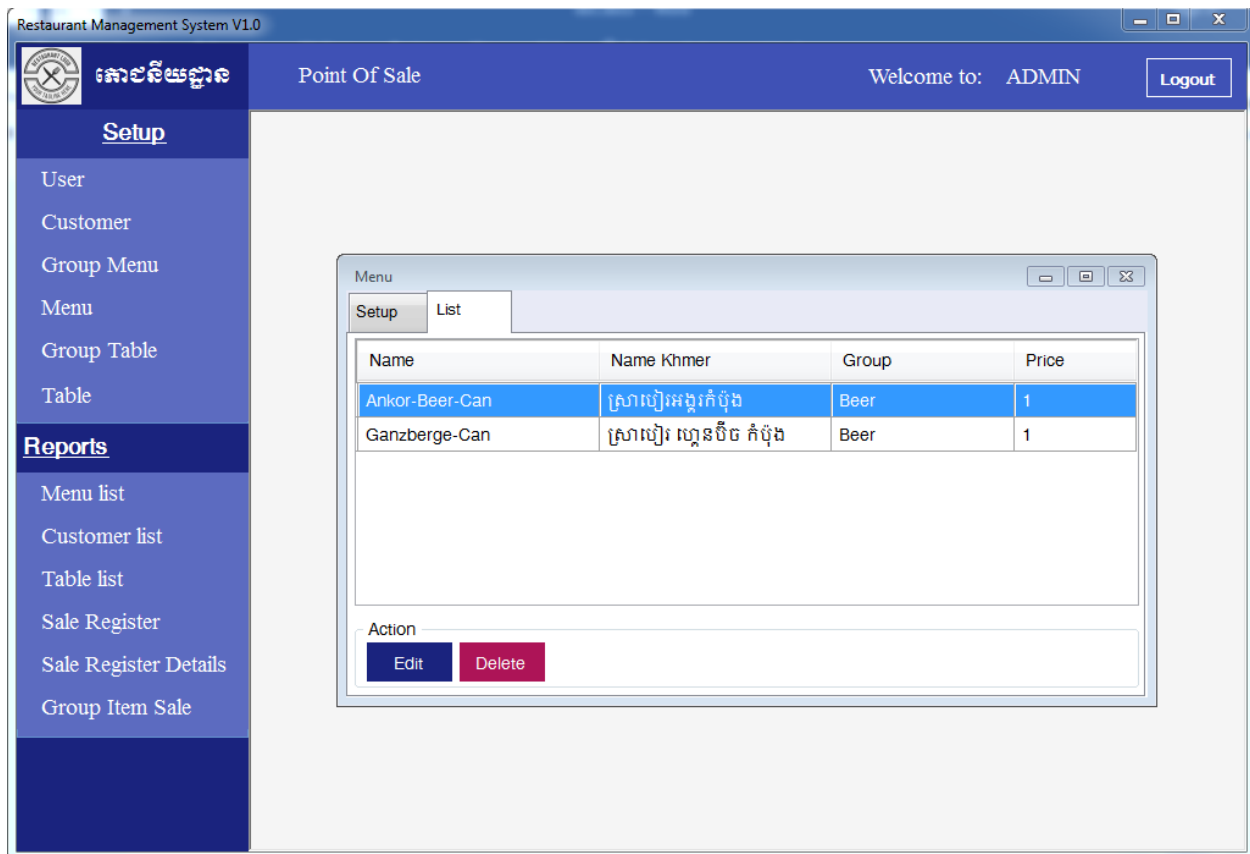 Restaurant Management System V1.0
ភោជនីយដ្ឋាន
Point Of Sale
Welcome to: ADMIN
Logout
Setup
User
Customer
Group Menu
Menu
Group Table
Table
Reports
Menu list
Customer list
Table list
Sale Register
Sale Register Details
Group Item Sale
Menu
Setup List
Name Name Khmer Group Price
Ankor-Beer-Can ស្រាបៀរអង្គរកំប៉ុង Beer 1
Ganzberge-Can ស្រាបៀរ ហ្គេនប៊ឺច កំប៉ុង Beer 1
Action
Edit Delete